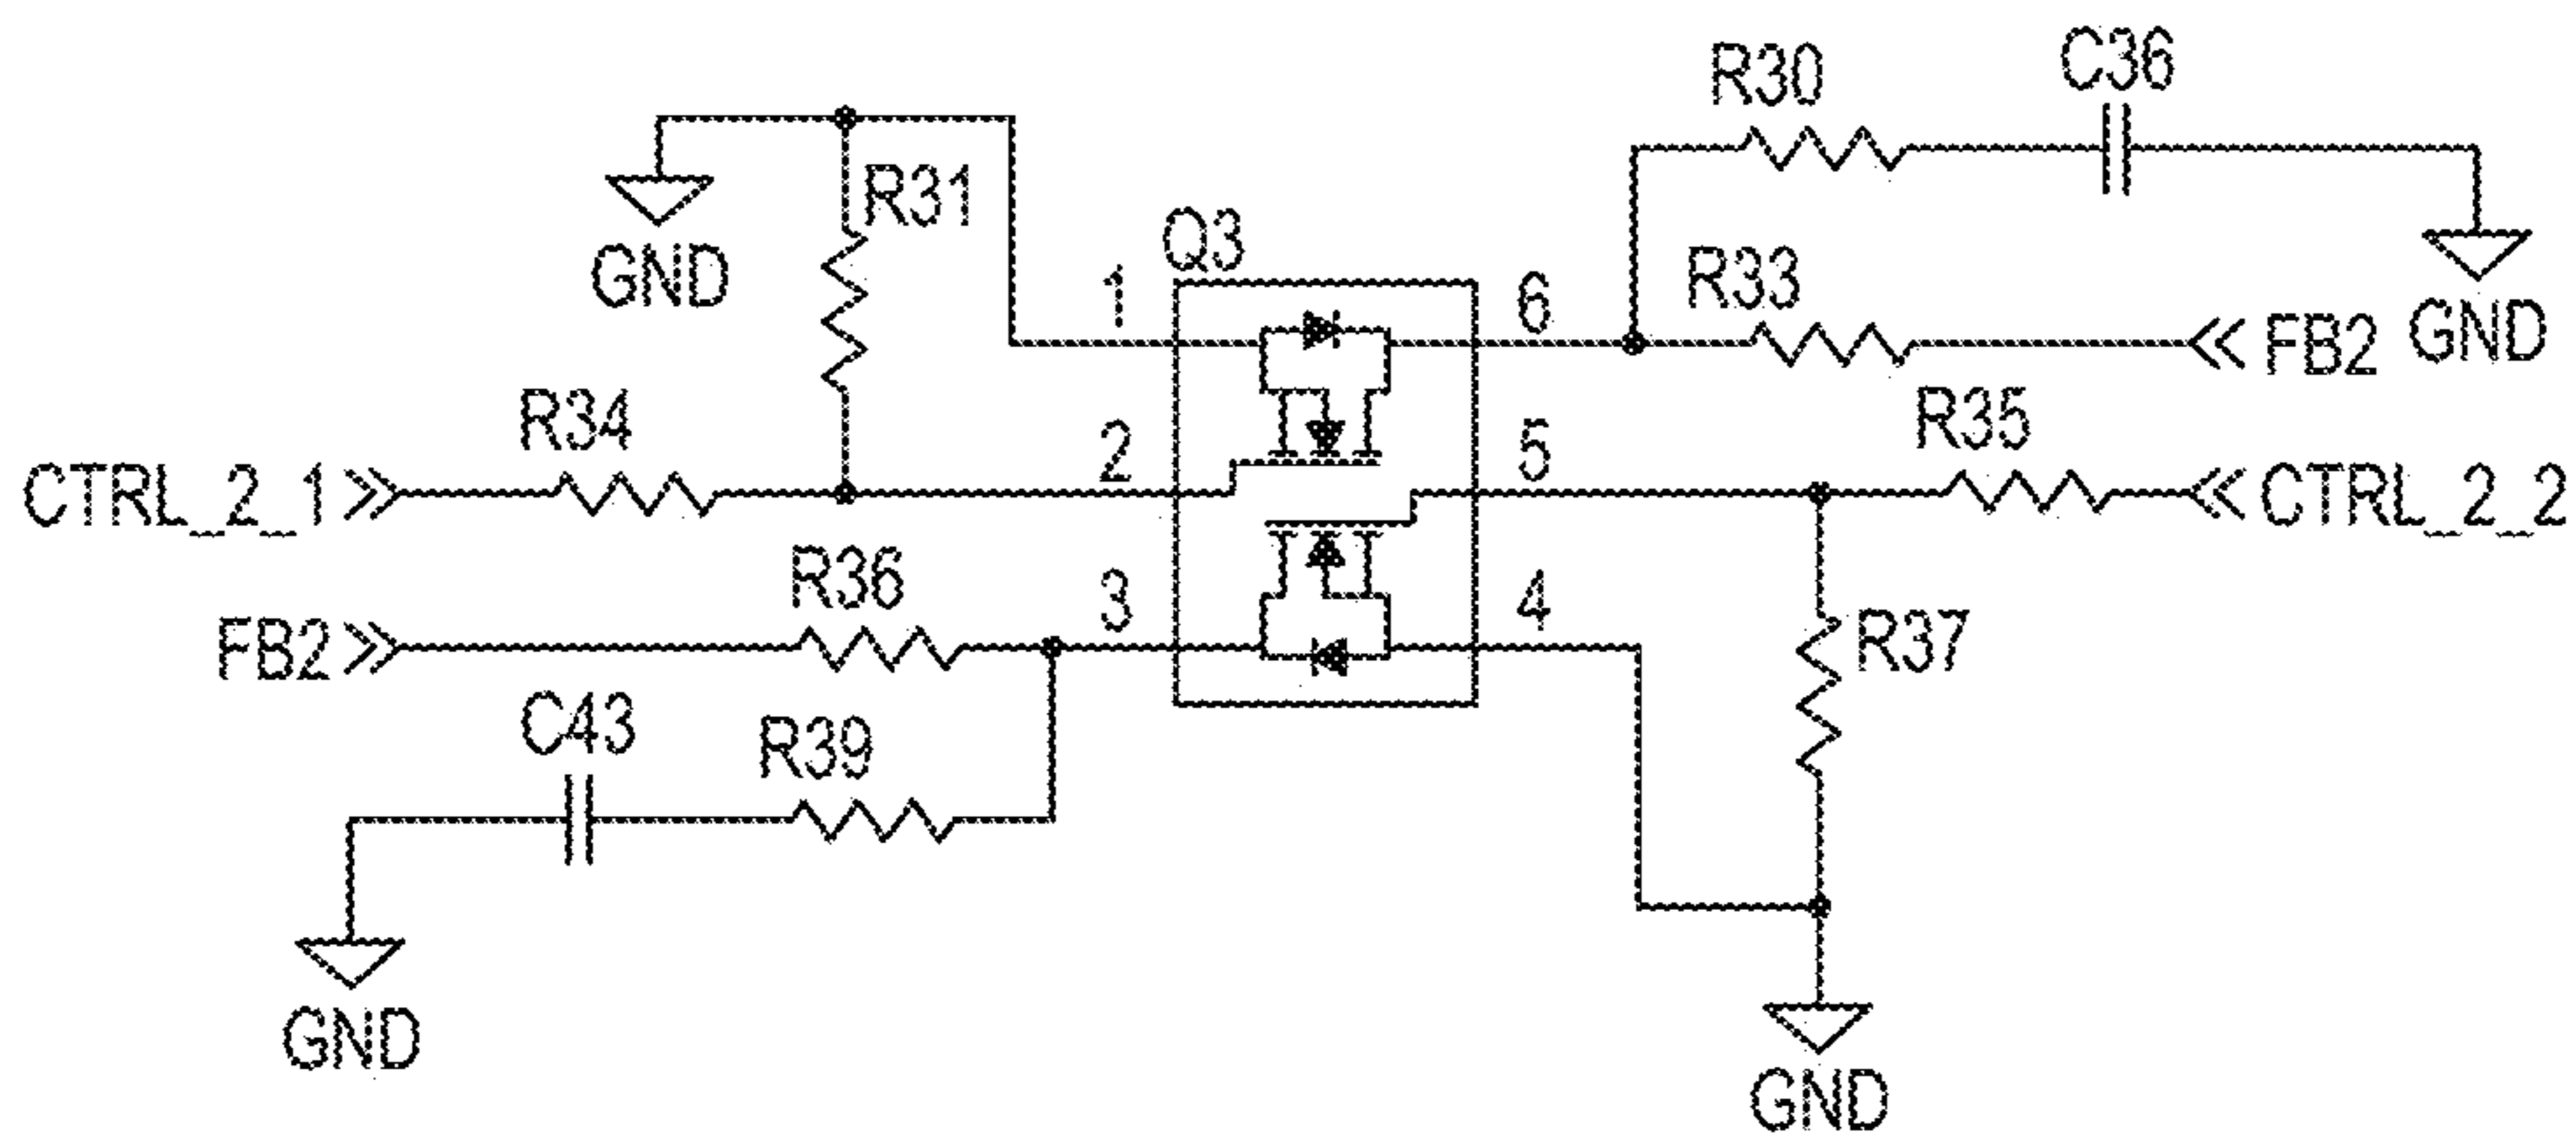 R30
C36
R31
GND
Q3
1
6
R33
FB2
GND
R34
2
5
R35
CTRL_2_1
CTRL_2_2
R36
3
4
FB2
R37
C43
R39
GND
GND